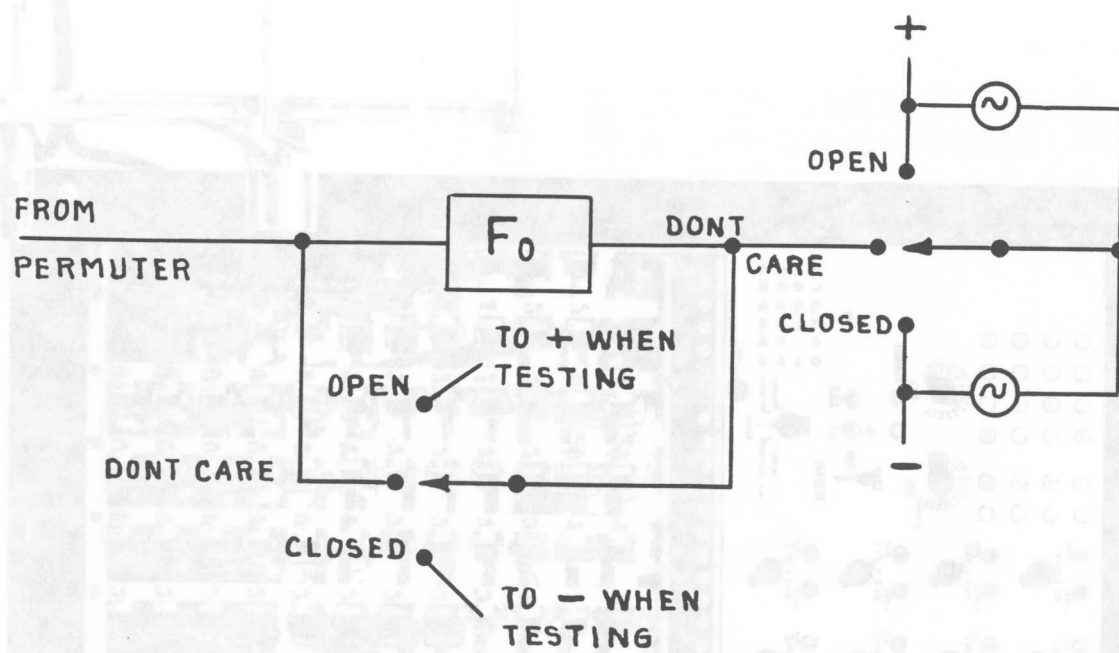 +
OPEN
FROM
PERMUTER
F₀
DONT
CARE
CLOSED
−
TO + WHEN
TESTING
OPEN
DONT CARE
CLOSED
TO − WHEN
TESTING